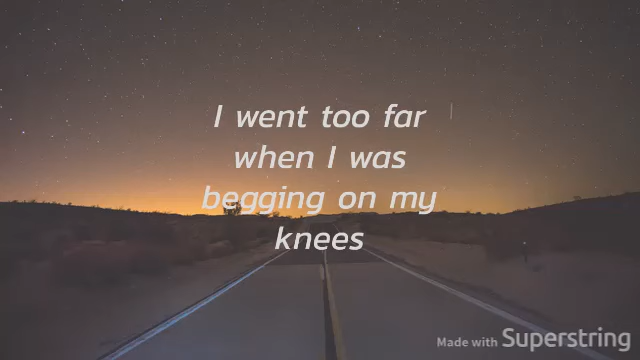 I went too far
when I was
begging on my
knees
Made with Superstring